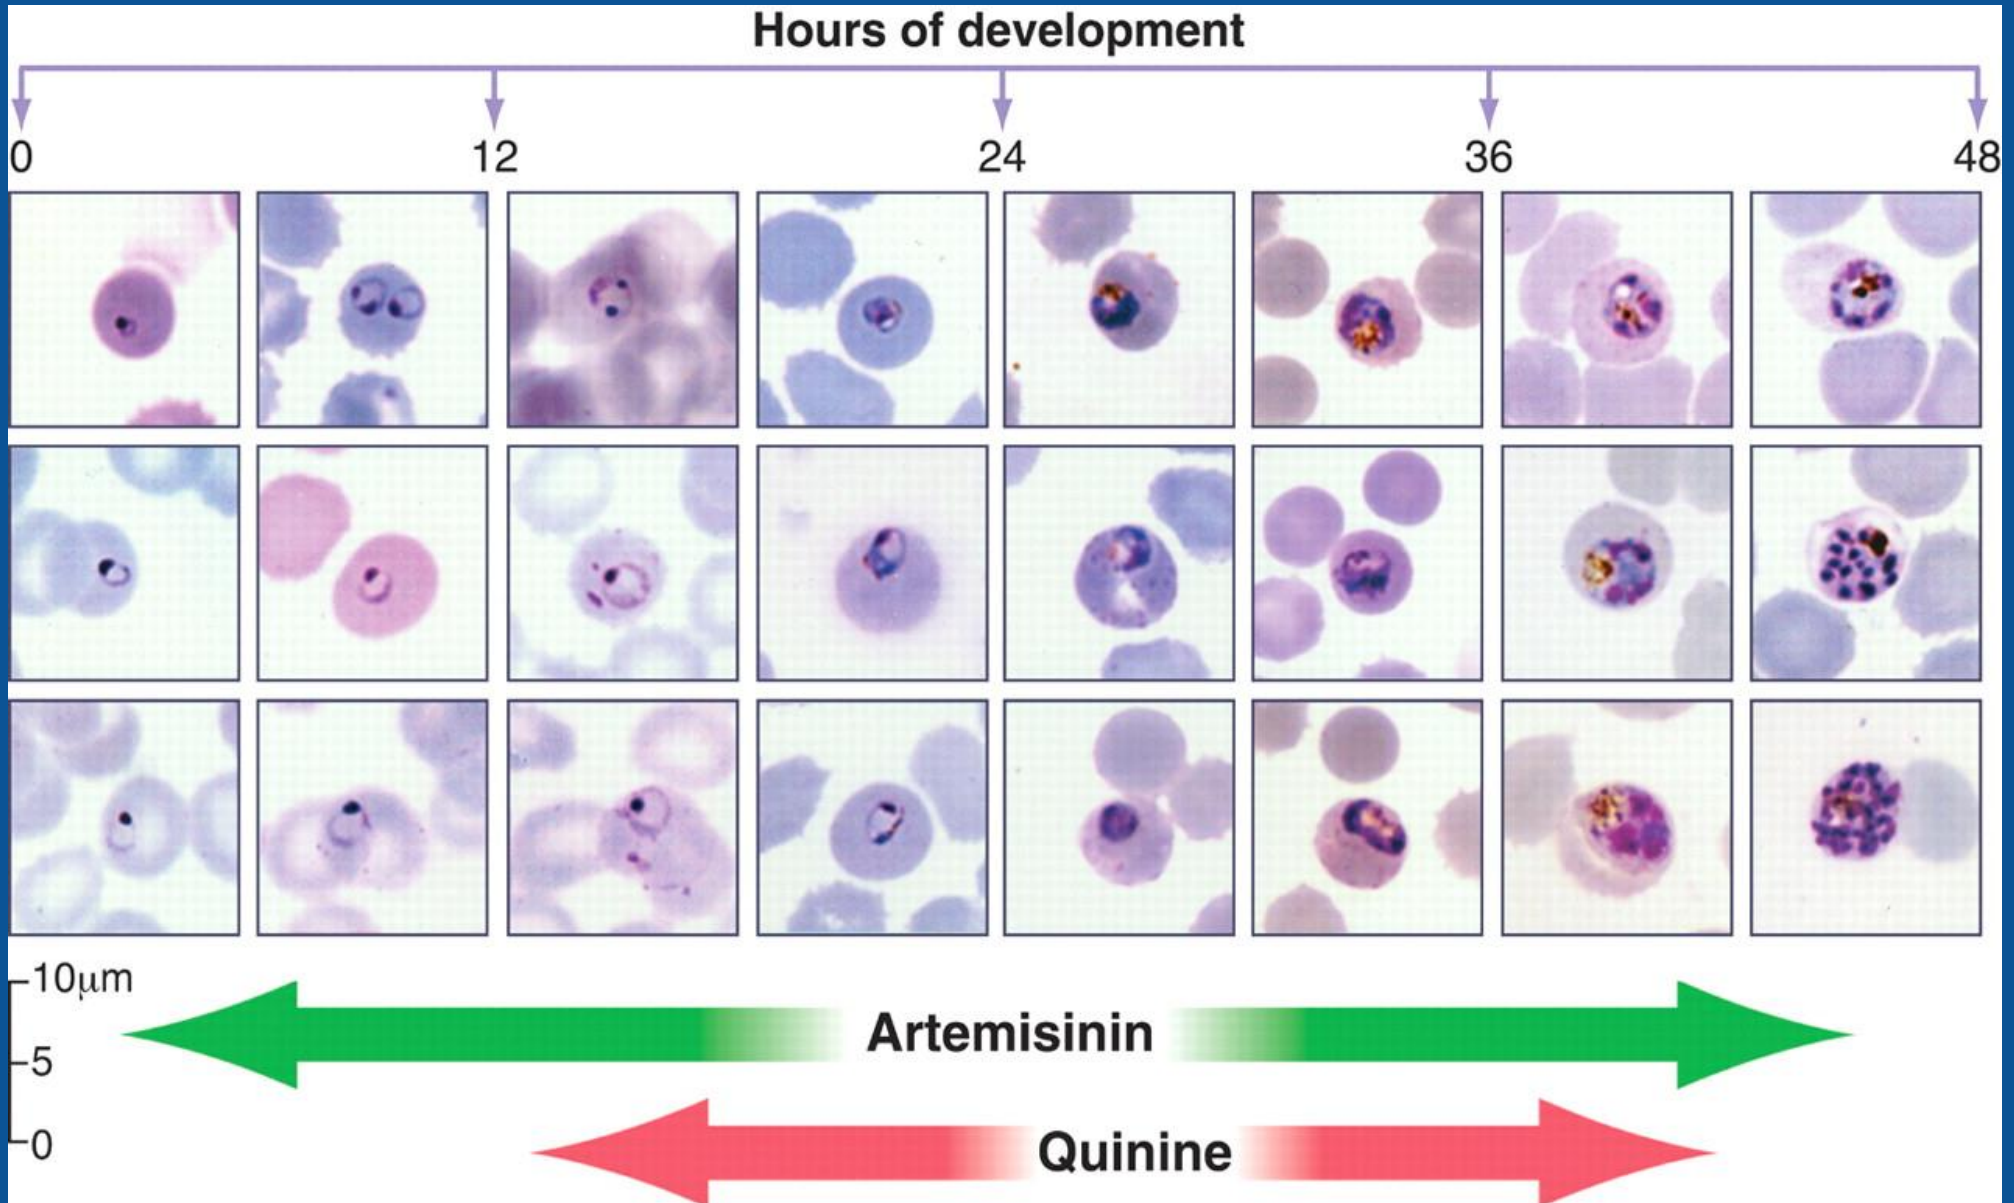 Hours of development
0 12 24 36 48
10μm
5
0
Artemisinin
Quinine